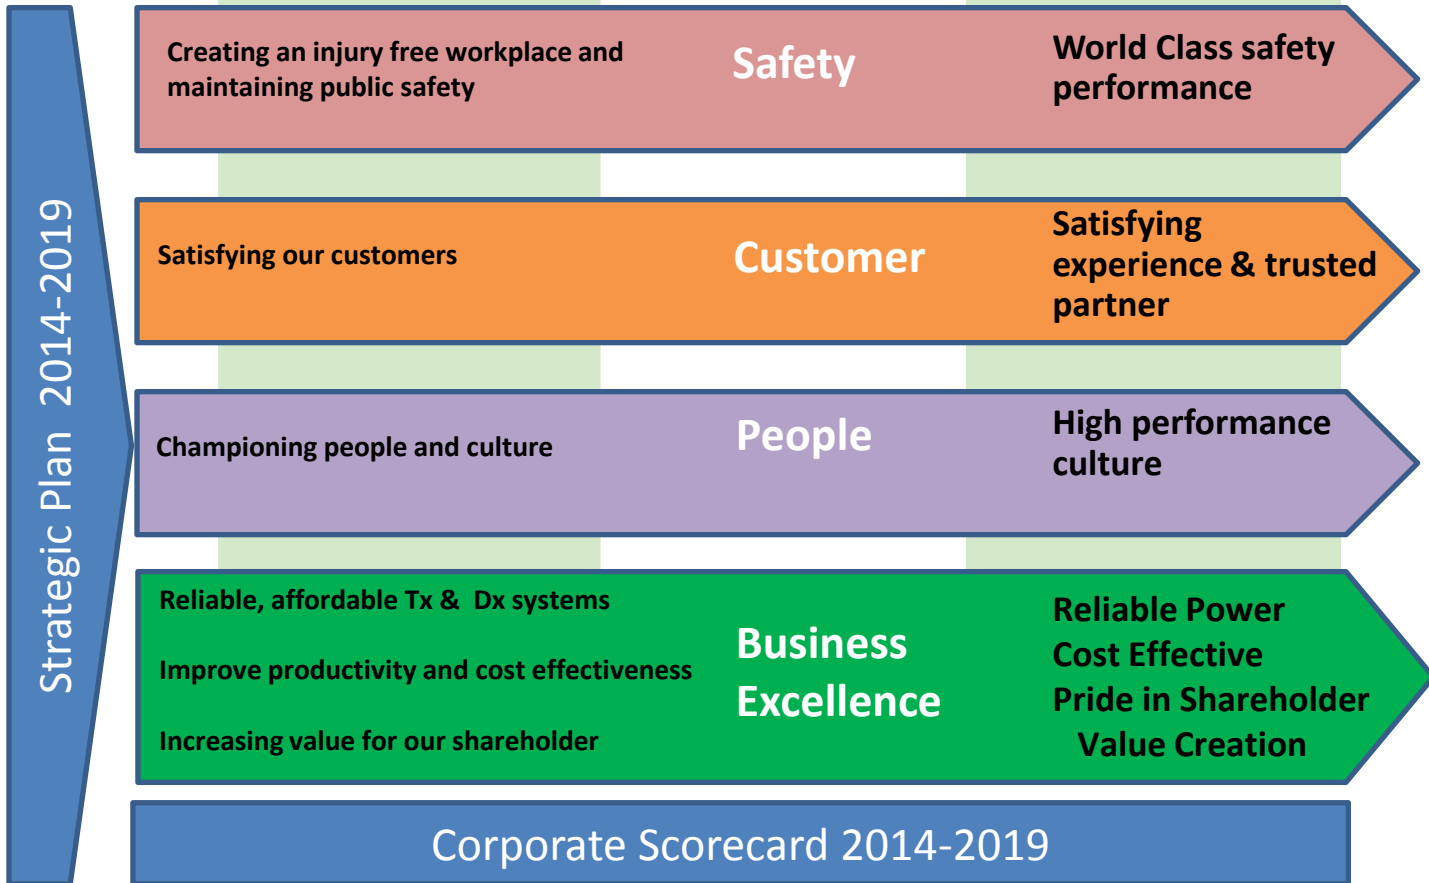 Strategic Plan 2014-2019
Creating an injury free workplace and
maintaining public safety
Safety
World Class safety
performance
Satisfying our customers
Customer
Satisfying
experience & trusted
partner
Championing people and culture
People
High performance
culture
Reliable, affordable Tx & Dx systems
Improve productivity and cost effectiveness
Increasing value for our shareholder
Business
Excellence
Reliable Power
Cost Effective
Pride in Shareholder
Value Creation
Corporate Scorecard 2014-2019